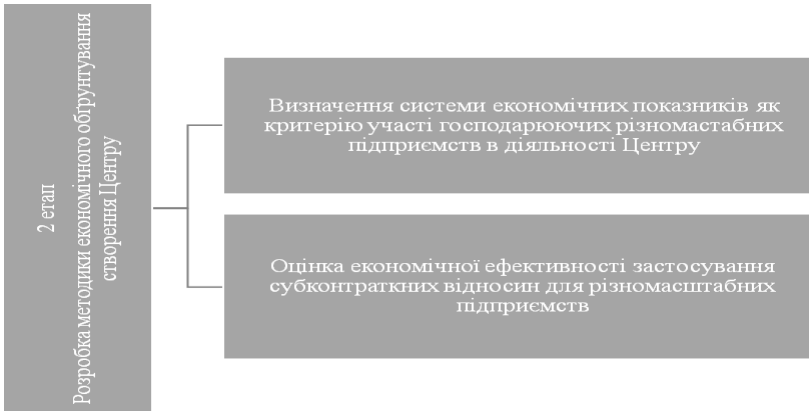 2 етап
Розробка методики економічного обґрунтування
створення Центру
Визначення системи економічних показників як
критерію участі господарюючих різномастабних
підприємств в діяльності Центру
Оцінка економічної ефективності застосування
субконтраткних відносин для різномасштабних
підприємств